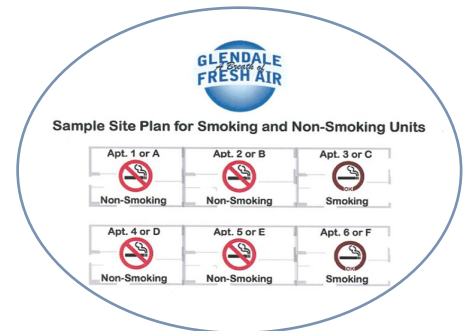 GLENDALE
A Breath of
FRESH AIR
Sample Site Plan for Smoking and Non-Smoking Units
Apt. 1 or A Apt. 2 or B Apt. 3 or C
OK
Non-Smoking Non-Smoking Smoking
Apt. 4 or D Apt. 5 or E Apt. 6 or F
OK
Non-Smoking Non-Smoking Smoking